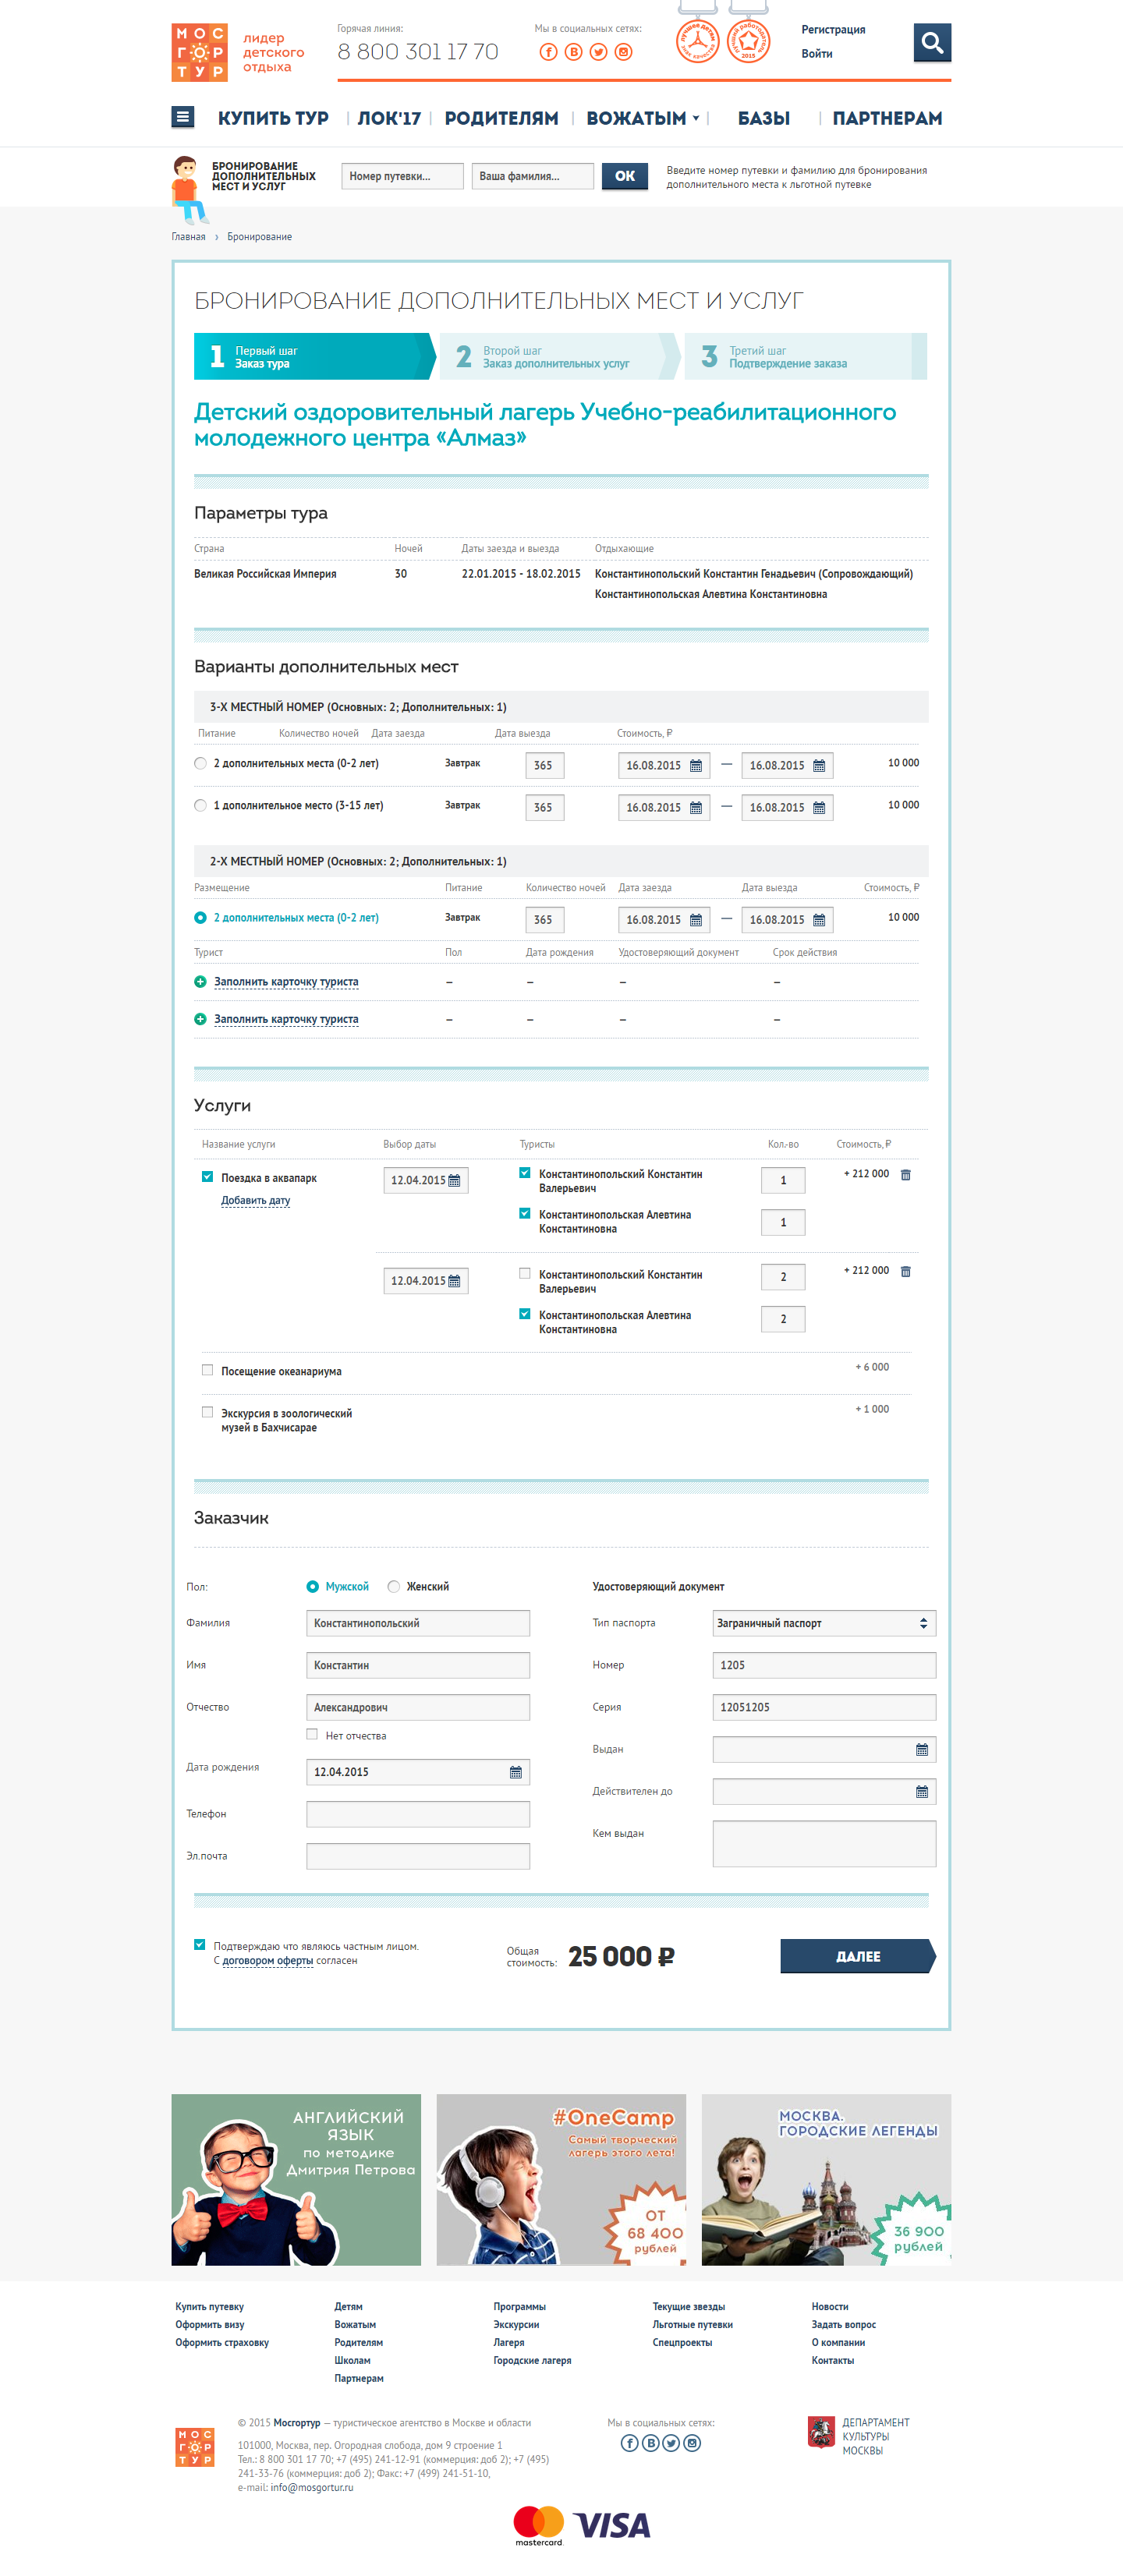 МОС
ГОР
ТУР
лидер
детского
отдыха
Горячая линия:
8 800 301 17 70
Мы в социальных сетях:
2015
Регистрация
Войти
КУПИТЬ ТУР
ЛОК'17
РОДИТЕЛЯМ
ВОЖАТЫМ
БАЗЫ
ПАРТНЕРАМ
БРОНИРОВАНИЕ
ДОПОЛНИТЕЛЬНЫХ
МЕСТ И УСЛУГ
Номер путевки...
Ваша фамилия...
ОК
Введите номер путевки и фамилию для бронирования
дополнительного места к льготной путевке
Главная › Бронирование
БРОНИРОВАНИЕ ДОПОЛНИТЕЛЬНЫХ МЕСТ И УСЛУГ
1 Первый шаг
Заказ тура
2 Второй шаг
Заказ дополнительных услуг
3 Третий шаг
Подтверждение заказа
Детский оздоровительный лагерь Учебно-реабилитационного
молодежного центра «Алмаз»
Параметры тура
Страна Ночей Даты заезда и выезда Отдыхающие
Великая Российская Империя 30 22.01.2015 - 18.02.2015 Константинопольский Константин Генадьевич (Сопровождающий)
Константинопольская Алевтина Константиновна
Варианты дополнительных мест
3-Х МЕСТНЫЙ НОМЕР (Основных: 2; Дополнительных: 1)
Питание Количество ночей Дата заезда Дата выезда Стоимость, ₽
2 дополнительных места (0-2 лет) Завтрак 365 16.08.2015 — 16.08.2015 10 000
1 дополнительное место (3-15 лет) Завтрак 365 16.08.2015 — 16.08.2015 10 000
2-Х МЕСТНЫЙ НОМЕР (Основных: 2; Дополнительных: 1)
Размещение Питание Количество ночей Дата заезда Дата выезда Стоимость, ₽
2 дополнительных места (0-2 лет) Завтрак 365 16.08.2015 — 16.08.2015 10 000
Турист Пол Дата рождения Удостоверяющий документ Срок действия
Заполнить карточку туриста – – – –
Заполнить карточку туриста – – – –
Услуги
Название услуги Выбор даты Туристы Кол.-во Стоимость, ₽
Поездка в аквапарк 12.04.2015 Константинопольский Константин
Валерьевич 1 + 212 000
Добавить дату
Константинопольская Алевтина
Константиновна 1
12.04.2015 Константинопольский Константин
Валерьевич 2 + 212 000
Константинопольская Алевтина
Константиновна 2
Посещение океанариума + 6 000
Экскурсия в зоологический
музей в Бахчисарае + 1 000
Заказчик
Пол: Мужской Женский
Фамилия Константинопольский
Имя Константин
Отчество Александрович
Нет отчества
Дата рождения 12.04.2015
Телефон
Эл.почта
Удостоверяющий документ
Тип паспорта Заграничный паспорт
Номер 1205
Серия 12051205
Выдан
Действителен до
Кем выдан
Подтверждаю что являюсь частным лицом.
С договором оферты согласен
Общая
стоимость: 25 000 ₽
ДАЛЕЕ
АНГЛИЙСКИЙ
ЯЗЫК
по методике
Дмитрия Петрова
#OneCamp
Самый творческий
лагерь этого лета!
ОТ
68 400
рублей
МОСКВА.
ГОРОДСКИЕ ЛЕГЕНДЫ
36 900
рублей
Купить путевку
Оформить визу
Оформить страховку
Детям
Вожатым
Родителям
Школам
Партнерам
Программы
Экскурсии
Лагеря
Городские лагеря
Текущие звезды
Льготные путевки
Спецпроекты
Новости
Задать вопрос
О компании
Контакты
МОС
ГОР
ТУР
© 2015 Мосгортур — туристическое агентство в Москве и области
101000, Москва, пер. Огородная слобода, дом 9 строение 1
Тел.: 8 800 301 17 70; +7 (495) 241-12-91 (коммерция: доб 2); +7 (495)
241-33-76 (коммерция: доб 2); Факс: +7 (499) 241-51-10,
e-mail: info@mosgortur.ru
Мы в социальных сетях:
ДЕПАРТАМЕНТ
КУЛЬТУРЫ
МОСКВЫ
mastercard.
VISA